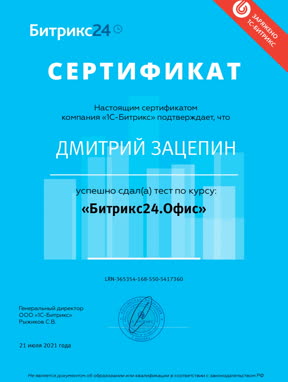 Битрикс24
ЗАРЯЖЕНО
1С-БИТРИКС
СЕРТИФИКАТ
Настоящим сертификатом
компания «1С-Битрикс» подтверждает, что
ДМИТРИЙ ЗАЦЕПИН
успешно сдал(а) тест по курсу:
«Битрикс24.Офис»
LRN-365354-168-550-5417360
Генеральный директор
ООО «1С-Битрикс»
Рыжиков С.В.
21 июля 2021 года
Не является документом об образовании или квалификации в соответствии с законодательством РФ